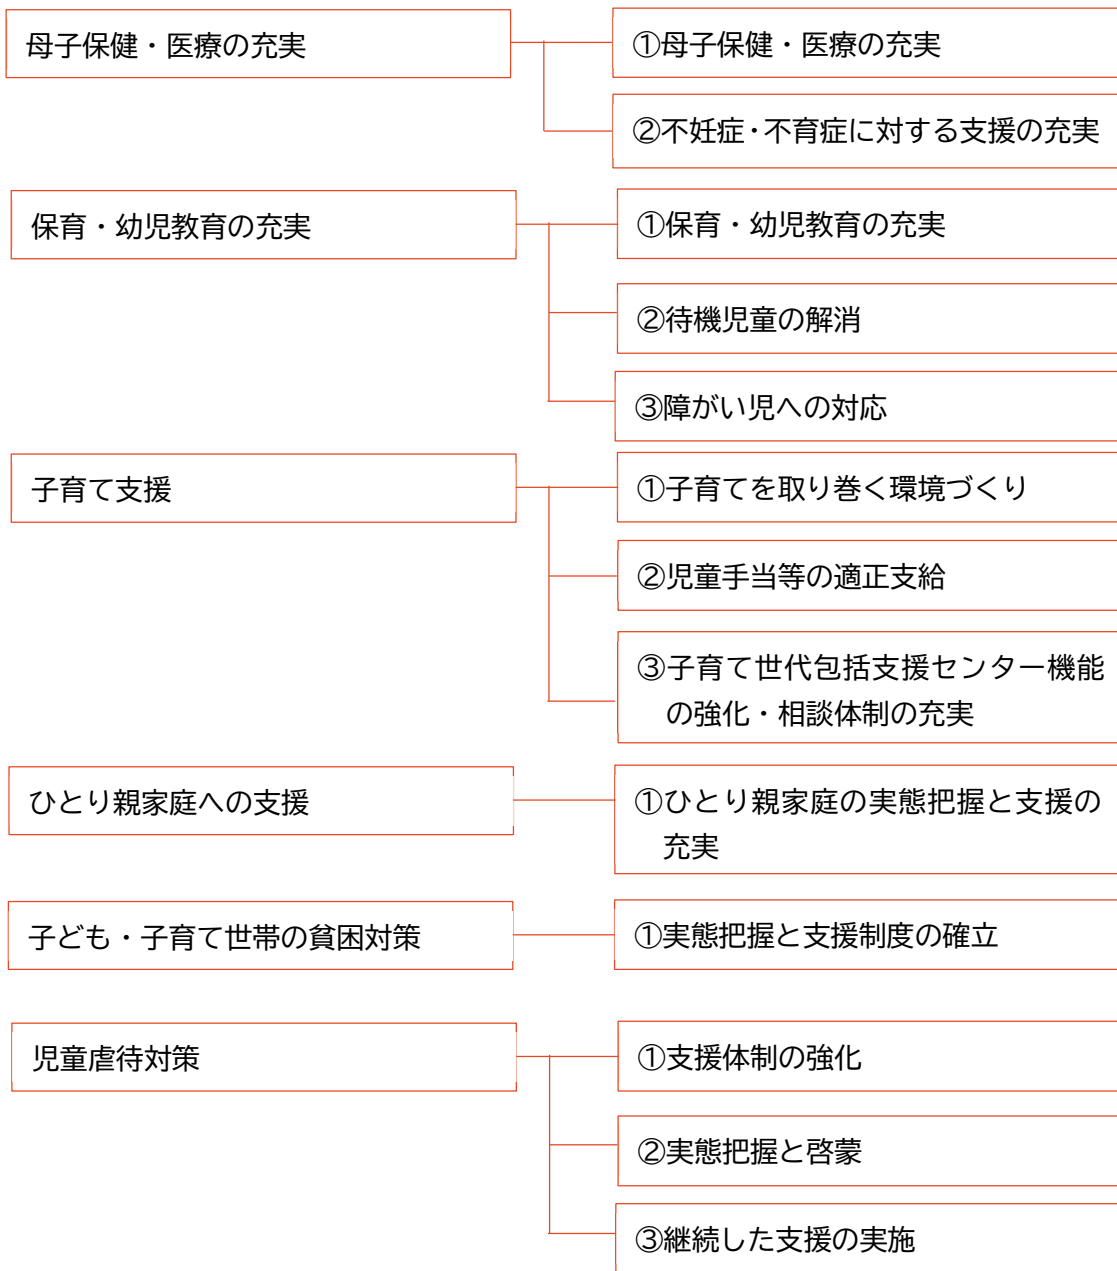 母子保健・医療の充実
①母子保健・医療の充実
②不妊症・不育症に対する支援の充実
保育・幼児教育の充実
①保育・幼児教育の充実
②待機児童の解消
③障がい児への対応
子育て支援
①子育てを取り巻く環境づくり
②児童手当等の適正支給
③子育て世代包括支援センター機能
の強化・相談体制の充実
ひとり親家庭への支援
①ひとり親家庭の実態把握と支援の
充実
子ども・子育て世帯の貧困対策
①実態把握と支援制度の確立
児童虐待対策
①支援体制の強化
②実態把握と啓蒙
③継続した支援の実施